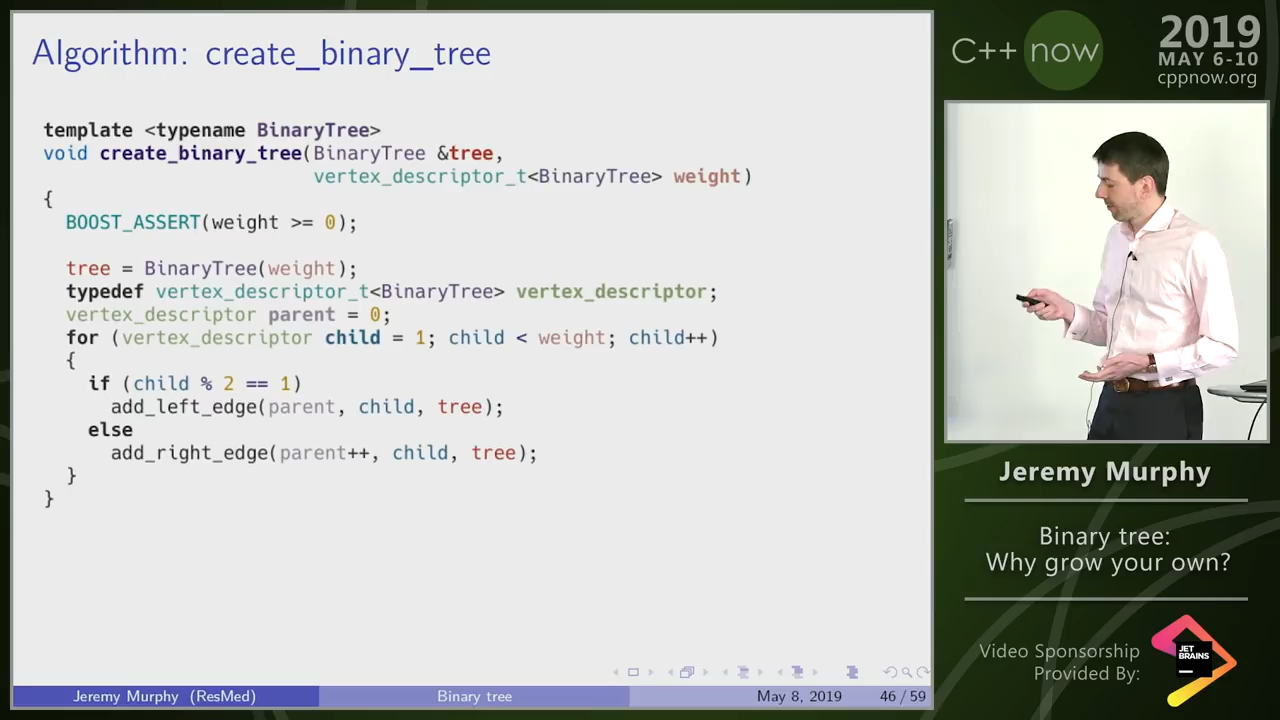 Algorithm: create_binary_tree
template <typename BinaryTree>
void create_binary_tree(BinaryTree &tree,
vertex_descriptor_t<BinaryTree> weight)
{
BOOST_ASSERT(weight >= 0);
tree = BinaryTree(weight);
typedef vertex_descriptor_t<BinaryTree> vertex_descriptor;
vertex_descriptor parent = 0;
for (vertex_descriptor child = 1; child < weight; child++)
{
if (child % 2 == 1)
add_left_edge(parent, child, tree);
else
add_right_edge(parent++, child, tree);
}
}
Jeremy Murphy (ResMed)
Binary tree
May 8, 2019
46 / 59
C++ now
2019
MAY 6-10
cppnow.org
Jeremy Murphy
Binary tree:
Why grow your own?
Video Sponsorship
Provided By:
JET
BRAINS